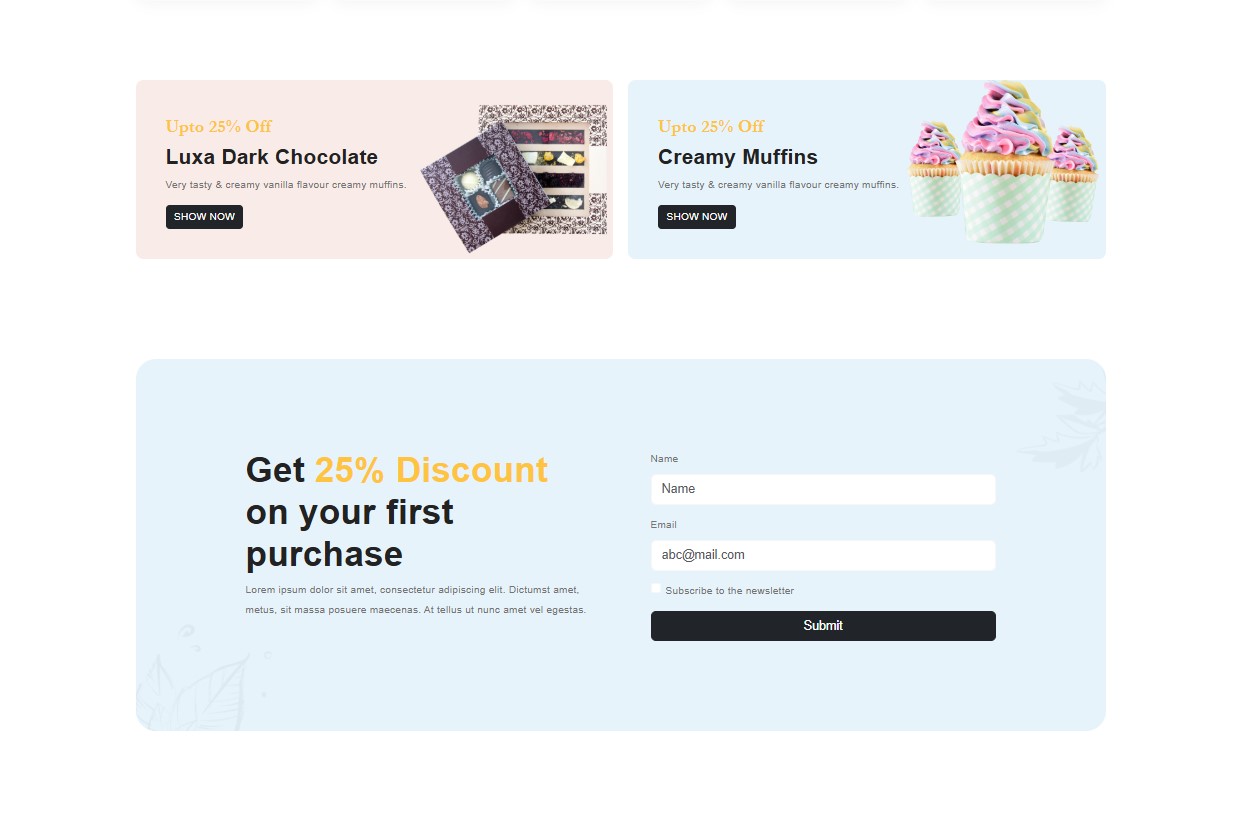 Upto 25% Off
Luxa Dark Chocolate
Very tasty & creamy vanilla flavour creamy muffins.
SHOW NOW
Upto 25% Off
Creamy Muffins
Very tasty & creamy vanilla flavour creamy muffins.
SHOW NOW
Get 25% Discount
on your first
purchase
Lorem ipsum dolor sit amet, consectetur adipiscing elit. Dictumst amet,
metus, sit massa posuere maecenas. At tellus ut nunc amet vel egestas.
Name
Name
Email
abc@mail.com
Subscribe to the newsletter
Submit